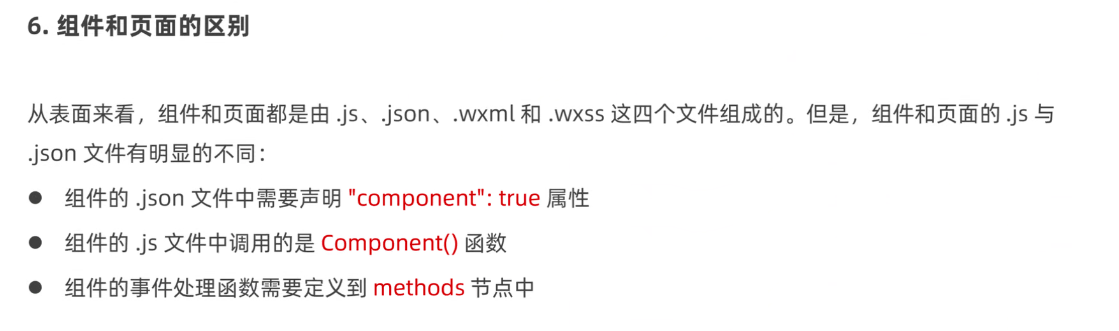 6. 组件和页面的区别
从表面来看，组件和页面都是由 .js、.json、.wxml 和 .wxss 这四个文件组成的。但是，组件和页面的 .js 与
.json 文件有明显的不同：
● 组件的 .json 文件中需要声明 "component": true 属性
● 组件的 .js 文件中调用的是 Component() 函数
● 组件的事件处理函数需要定义到 methods 节点中